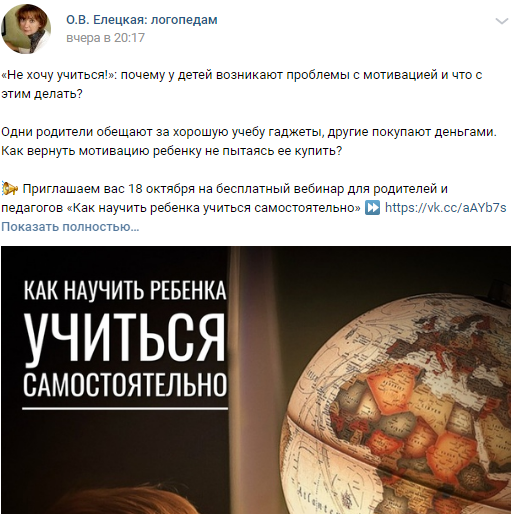 О.В. Елецкая: логопедам
вчера в 20:17
«Не хочу учиться!»: почему у детей возникают проблемы с мотивацией и что с
этим делать?
Одни родители обещают за хорошую учебу гаджеты, другие покупают деньгами.
Как вернуть мотивацию ребенку не пытаясь ее купить?
Приглашаем вас 18 октября на бесплатный вебинар для родителей и
педагогов «Как научить ребенка учиться самостоятельно» ⏩ https://vk.cc/aAYb7s
Показать полностью...
КАК НАУЧИТЬ РЕБЕНКА
УЧИТЬСЯ
САМОСТОЯТЕЛЬНО